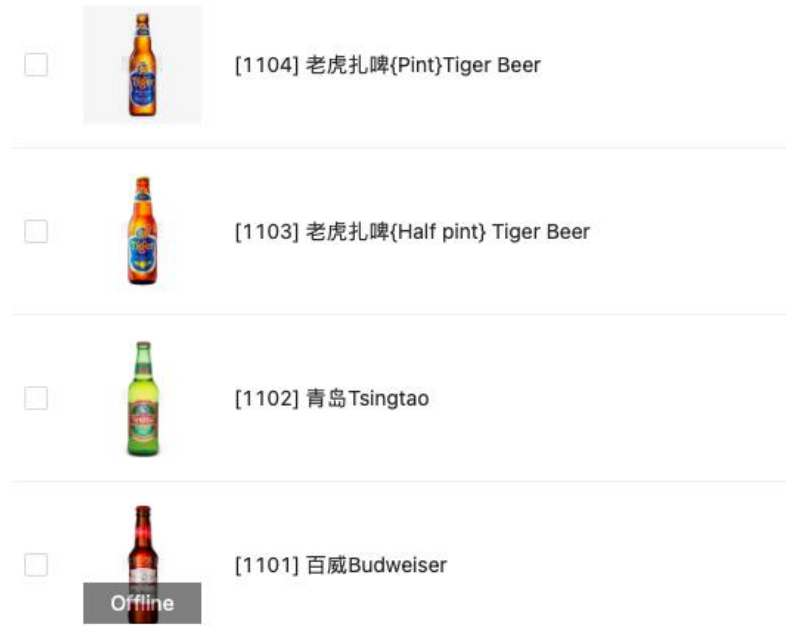 Tiger
[1104] 老虎扎啤{Pint}Tiger Beer
Tiger
[1103] 老虎扎啤{Half pint} Tiger Beer
[1102] 青岛Tsingtao
[1101] 百威Budweiser
Offline